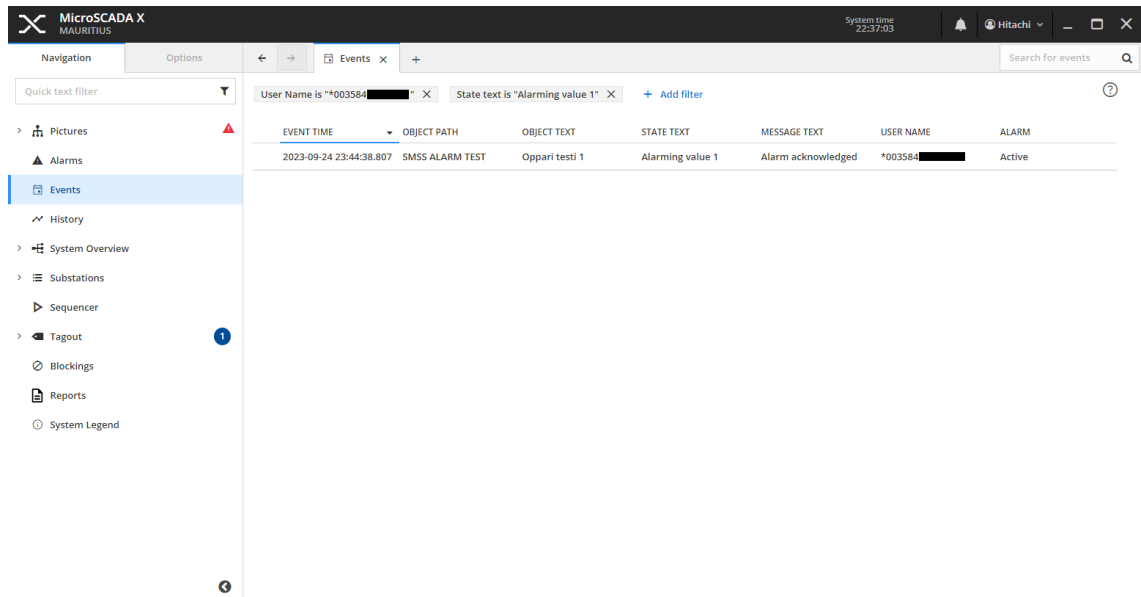 MicroSCADA X
MAURITIUS
System time
22:37:03
Hitachi
Navigation
Options
Events
Search for events
Quick text filter
User Name is "*003584 "
State text is "Alarming value 1"
+ Add filter
Pictures
Alarms
Events
History
System Overview
Substations
Sequencer
Tagout
1
Blockings
Reports
System Legend
EVENT TIME OBJECT PATH OBJECT TEXT STATE TEXT MESSAGE TEXT USER NAME ALARM
2023-09-24 23:44:38.807 SMSS ALARM TEST Oppari testi 1 Alarming value 1 Alarm acknowledged *003584 Active